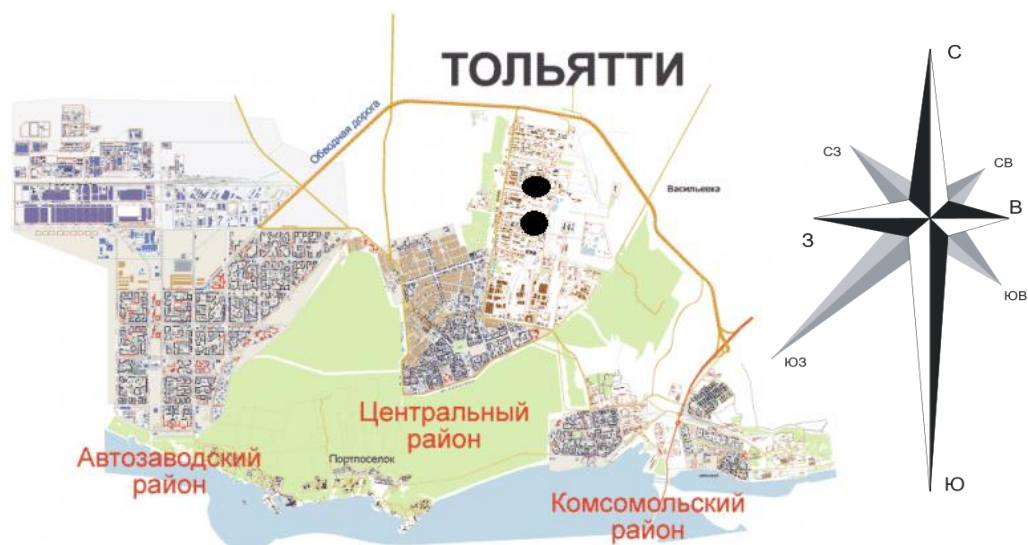 ТОЛЬЯТТИ
Обводная дорога
Васильевка
Центральный
район
Автозаводский
район
Портпоселок
Комсомольский
район
С
СЗ
СВ
З
В
ЮЗ
ЮВ
Ю